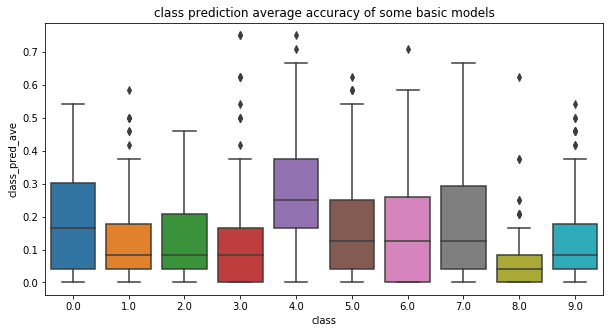 class prediction average accuracy of some basic models
class_pred_ave
0.7
0.6
0.5
0.4
0.3
0.2
0.1
0.0
0.0 1.0 2.0 3.0 4.0 5.0 6.0 7.0 8.0 9.0
class